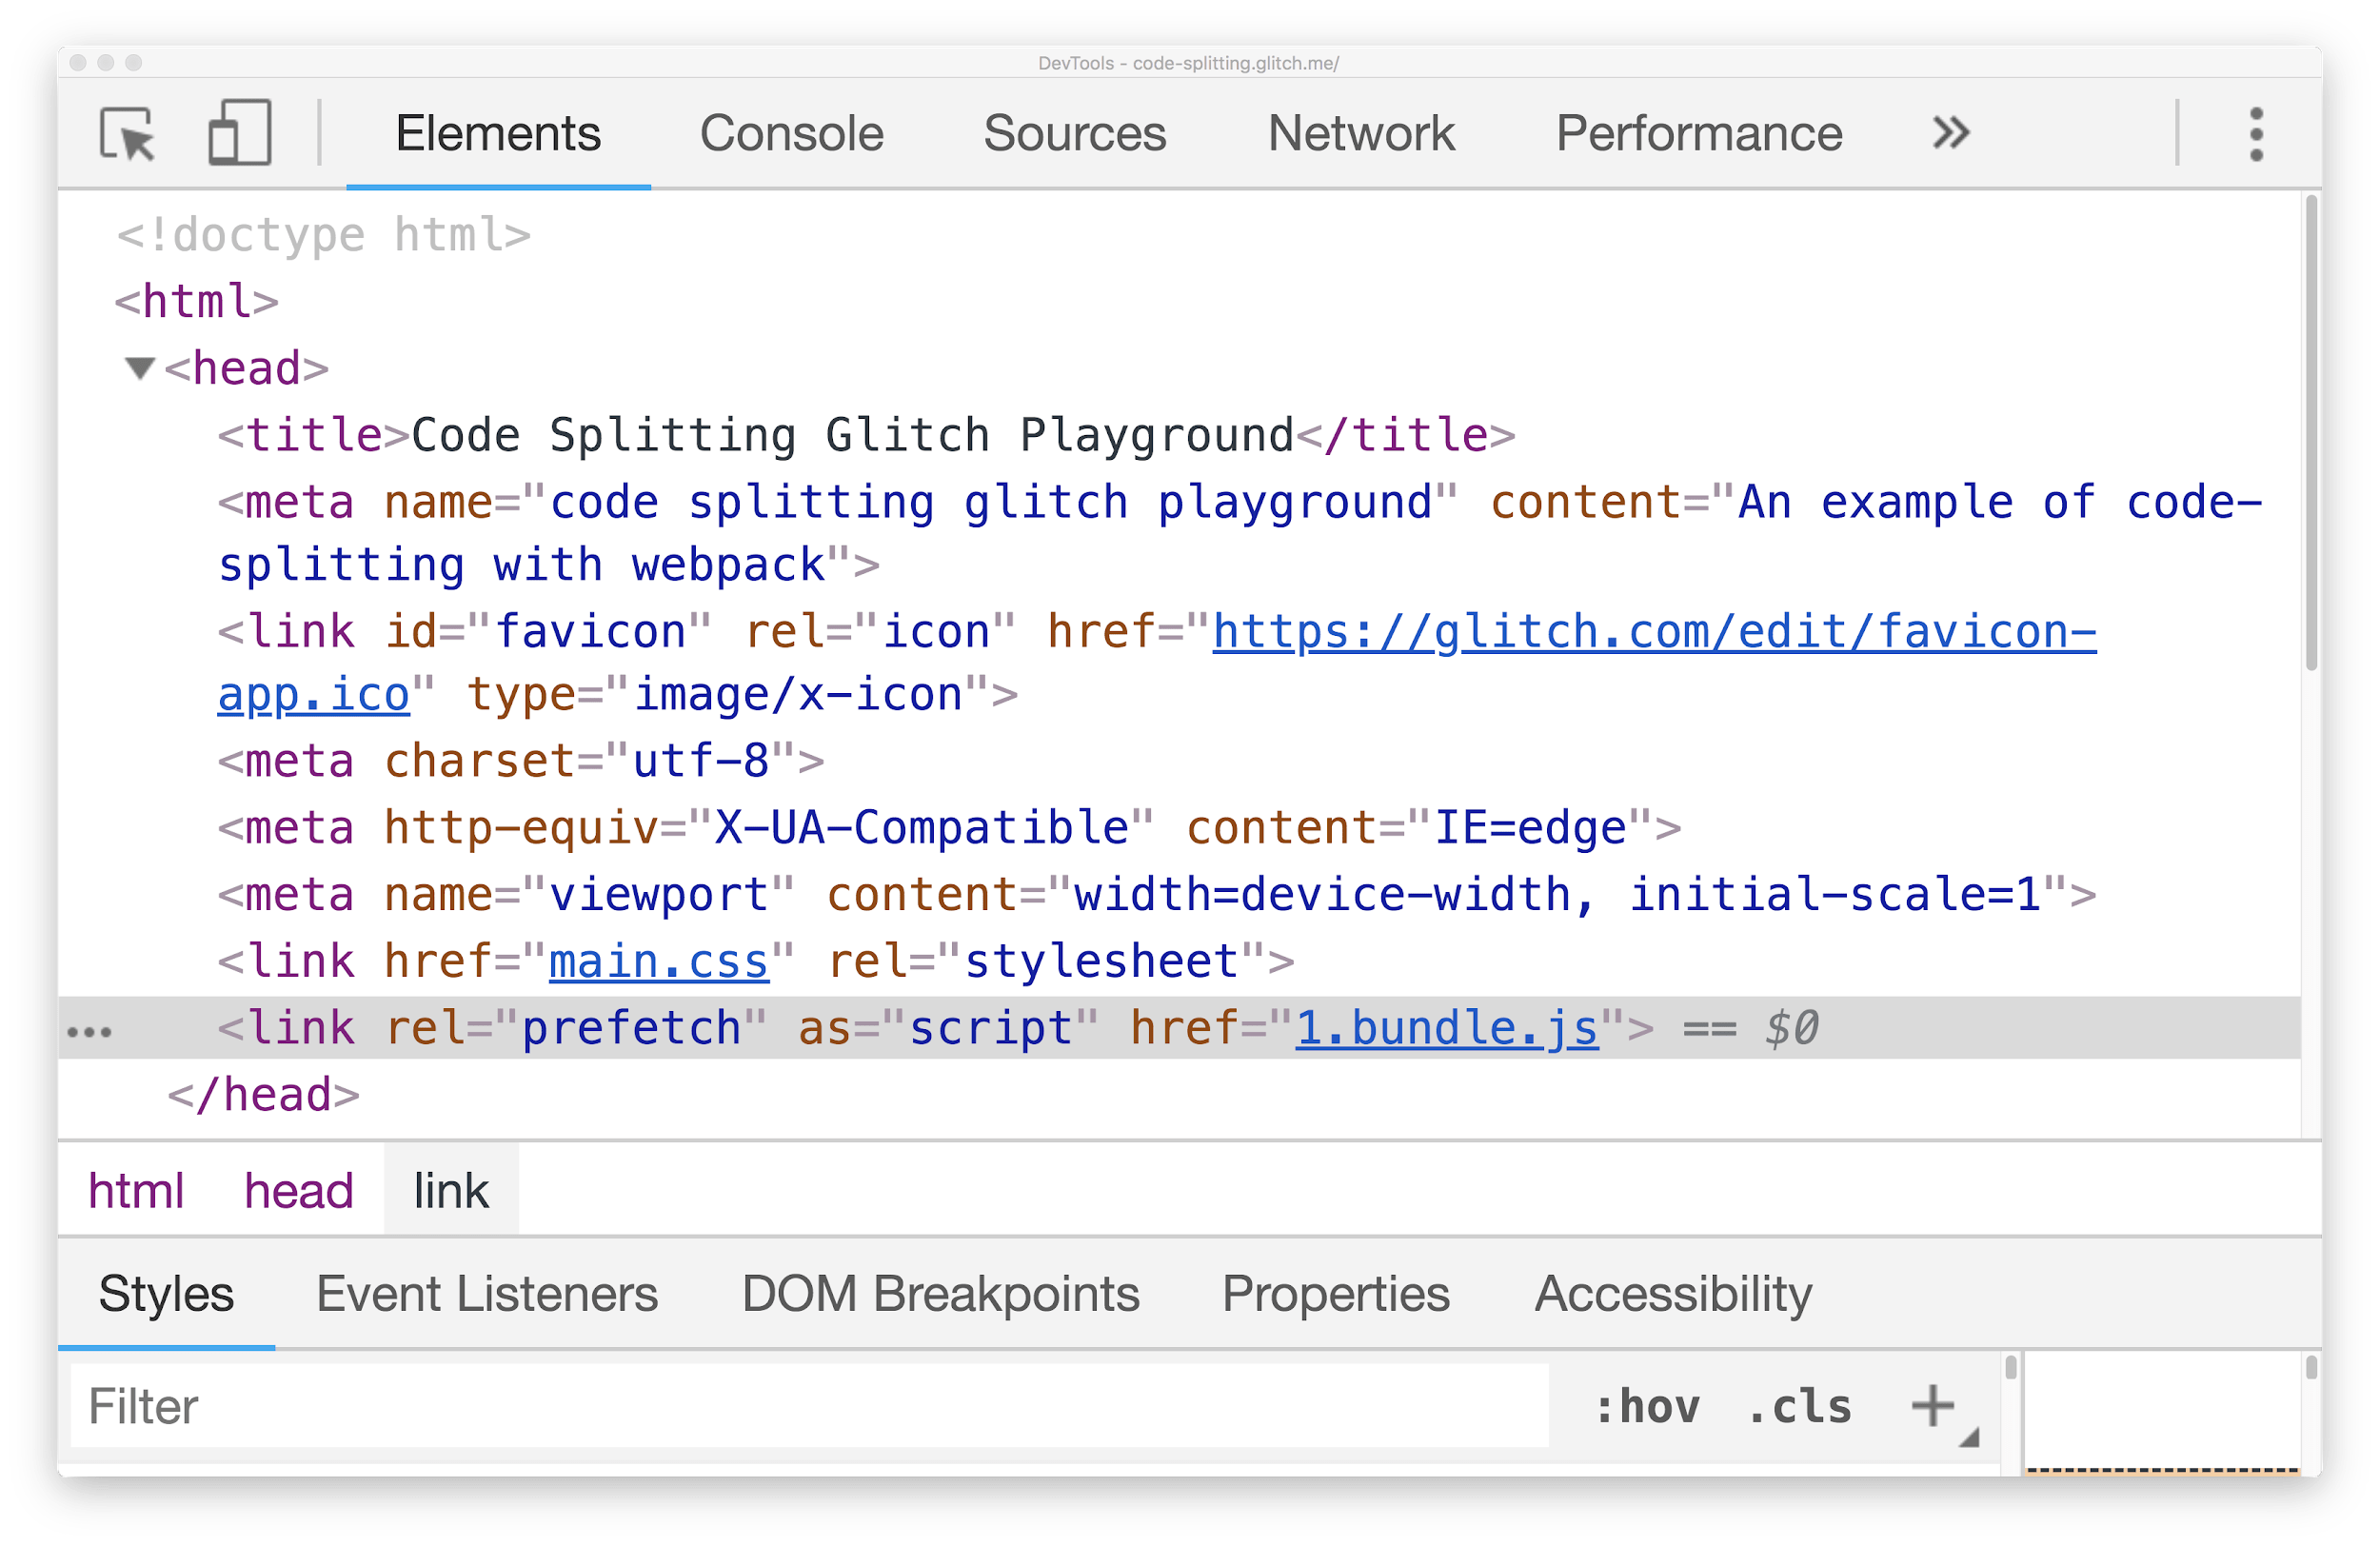 DevTools - code-splitting.glitch.me/
Elements Console Sources Network Performance »
<!doctype html>
<html>
<head>
<title>Code Splitting Glitch Playground</title>
<meta name="code splitting glitch playground" content="An example of code-
splitting with webpack">
<link id="favicon" rel="icon" href="https://glitch.com/edit/favicon-
app.ico" type="image/x-icon">
<meta charset="utf-8">
<meta http-equiv="X-UA-Compatible" content="IE=edge">
<meta name="viewport" content="width=device-width, initial-scale=1">
<link href="main.css" rel="stylesheet">
<link rel="prefetch" as="script" href="1.bundle.js"> == $0
</head>
html head link
Styles Event Listeners DOM Breakpoints Properties Accessibility
Filter :hov .cls +